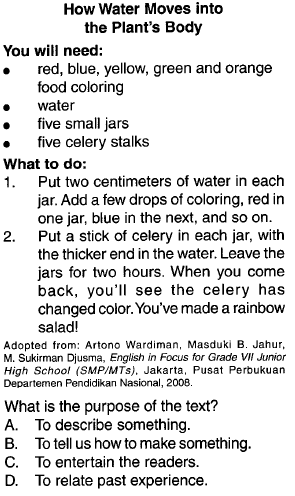 How Water Moves into
the Plant's Body
You will need:
• red, blue, yellow, green and orange
food coloring
• water
• five small jars
• five celery stalks
What to do:
1. Put two centimeters of water in each
jar. Add a few drops of coloring, red in
one jar, blue in the next, and so on.
2. Put a stick of celery in each jar, with
the thicker end in the water. Leave the
jars for two hours. When you come
back, you'll see the celery has
changed color. You've made a rainbow
salad!
Adopted from: Artono Wardiman, Masduki B. Jahur,
M. Sukirman Djusma, English in Focus for Grade VII Junior
High School (SMP/MTs), Jakarta, Pusat Perbukuan
Departemen Pendidikan Nasional, 2008.
What is the purpose of the text?
A. To describe something.
B. To tell us how to make something.
C. To entertain the readers.
D. To relate past experience.